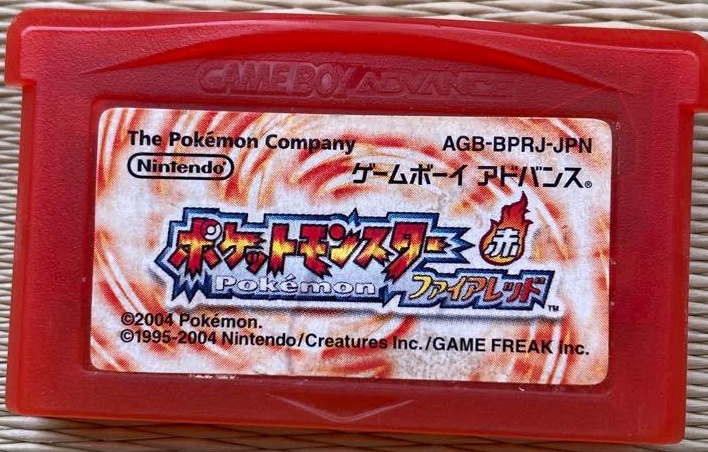 GAME BOY ADVANCE
The Pokémon Company AGB-BPRJ-JPN
Nintendo® ゲームボーイ アドバンス®
ポケットモンスター 赤
Pokémon ファイアレッド™
©2004 Pokémon.
©1995-2004 Nintendo/Creatures Inc./GAME FREAK inc.